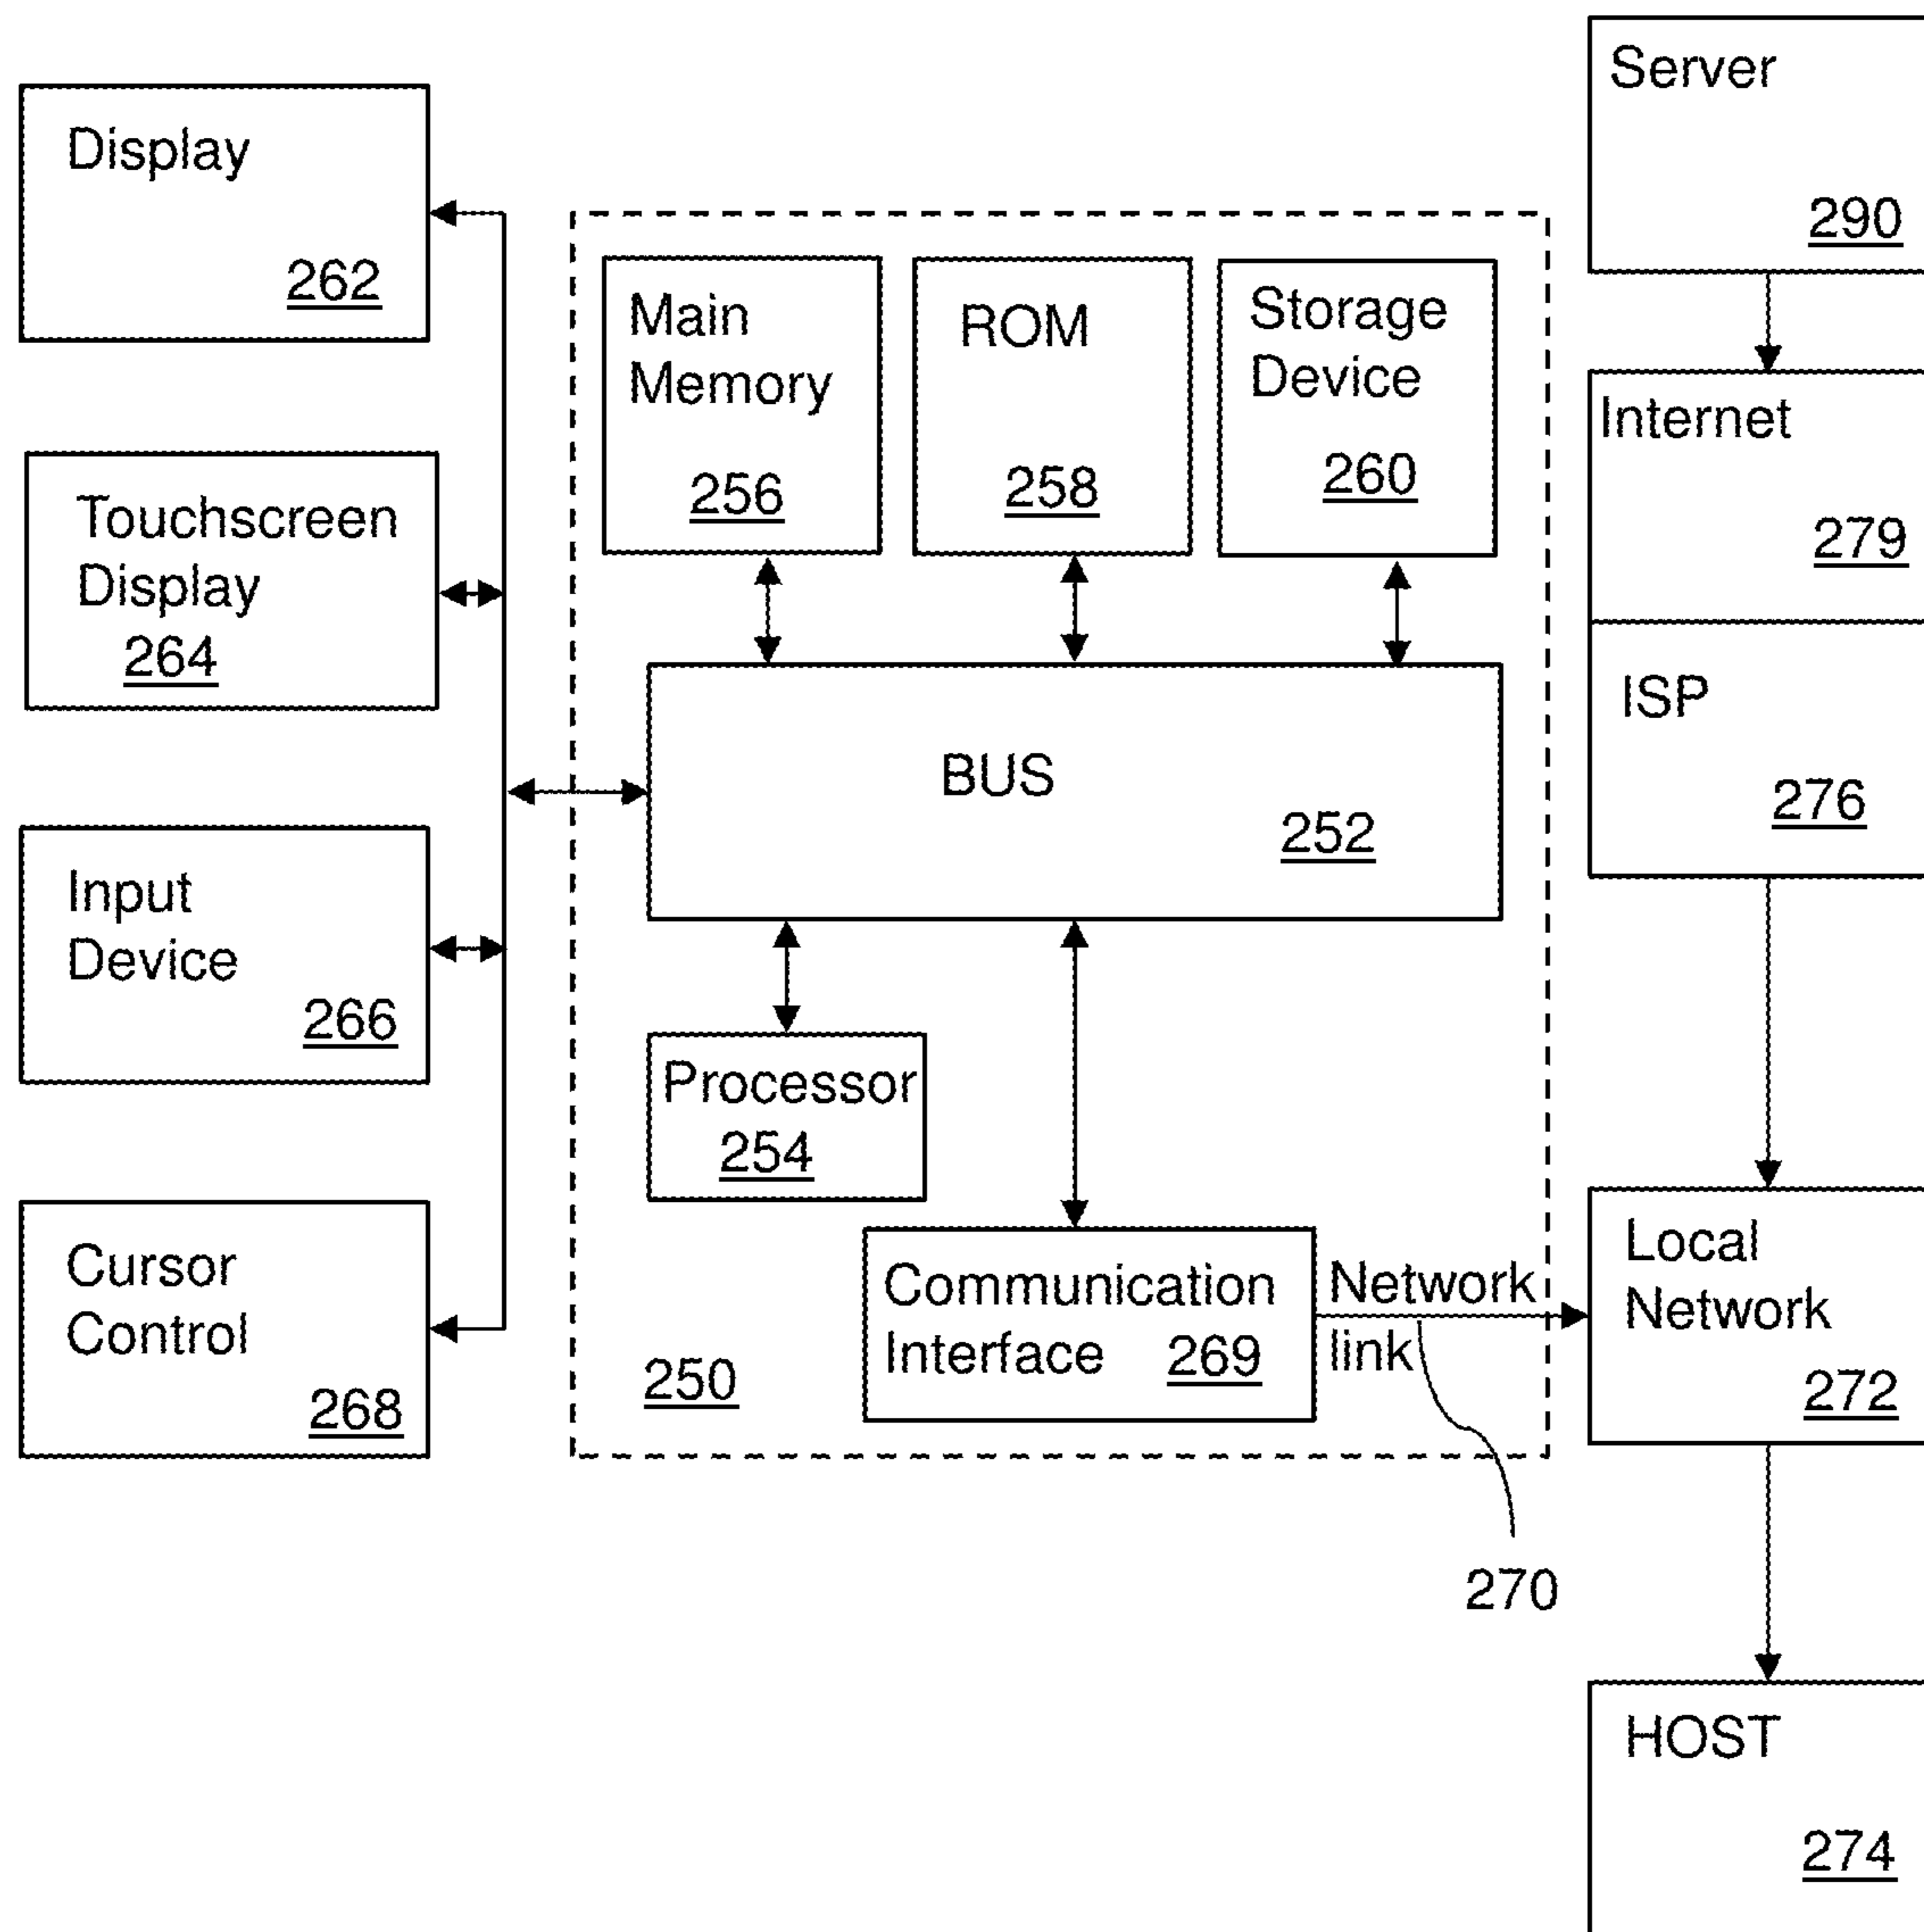 Display
262
Touchscreen
Display
264
Input
Device
266
Cursor
Control
268
Main
Memory
256
ROM
258
Storage
Device
260
BUS
252
Processor
254
Communication
Interface 269
250
Network
link
270
Server
290
Internet
279
ISP
276
Local
Network
272
HOST
274